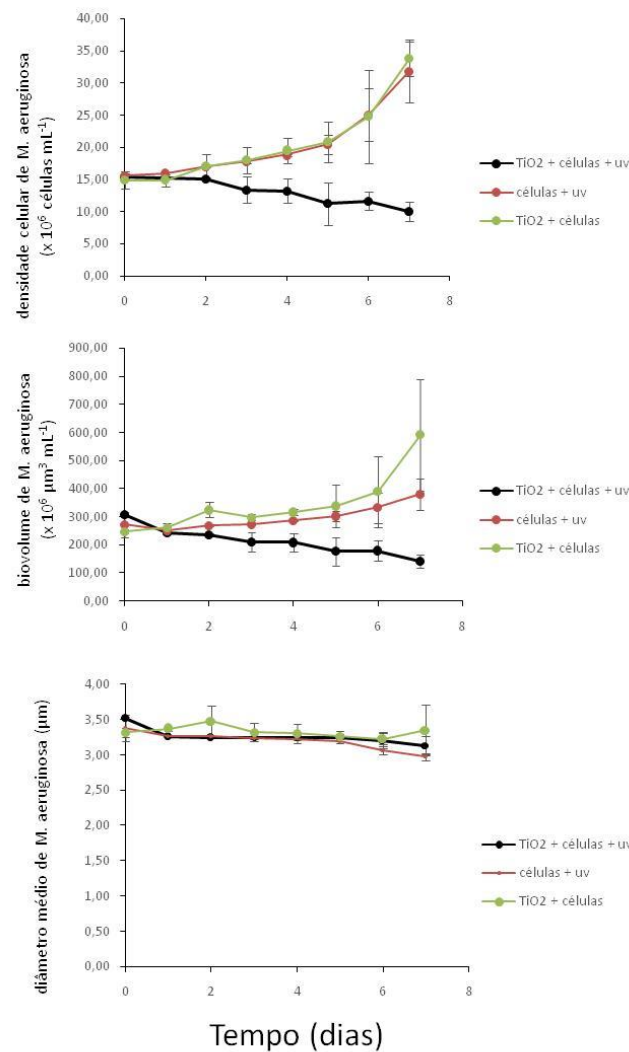 densidade celular de M. aeruginosa
(x 10⁶ células mL⁻¹)
40,00
35,00
30,00
25,00
20,00
15,00
10,00
5,00
0,00
0 2 4 6 8
TiO2 + células + uv
células + uv
TiO2 + células
biovolume de M. aeruginosa
(x 10⁶ µm³ mL⁻¹)
900,00
800,00
700,00
600,00
500,00
400,00
300,00
200,00
100,00
0,00
0 2 4 6 8
TiO2 + células + uv
células + uv
TiO2 + células
diâmetro médio de M. aeruginosa (µm)
4,00
3,50
3,00
2,50
2,00
1,50
1,00
0,50
0,00
0 2 4 6 8
TiO2 + células + uv
células + uv
TiO2 + células
Tempo (dias)